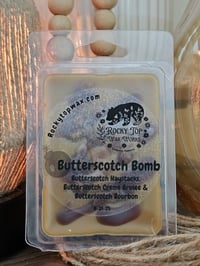 Rockytopwax.com
Rocky Top
Wax Works
Butterscotch Bomb
Butterscotch Haystacks,
Butterscotch Creme Brulee &
Butterscotch Bourbon